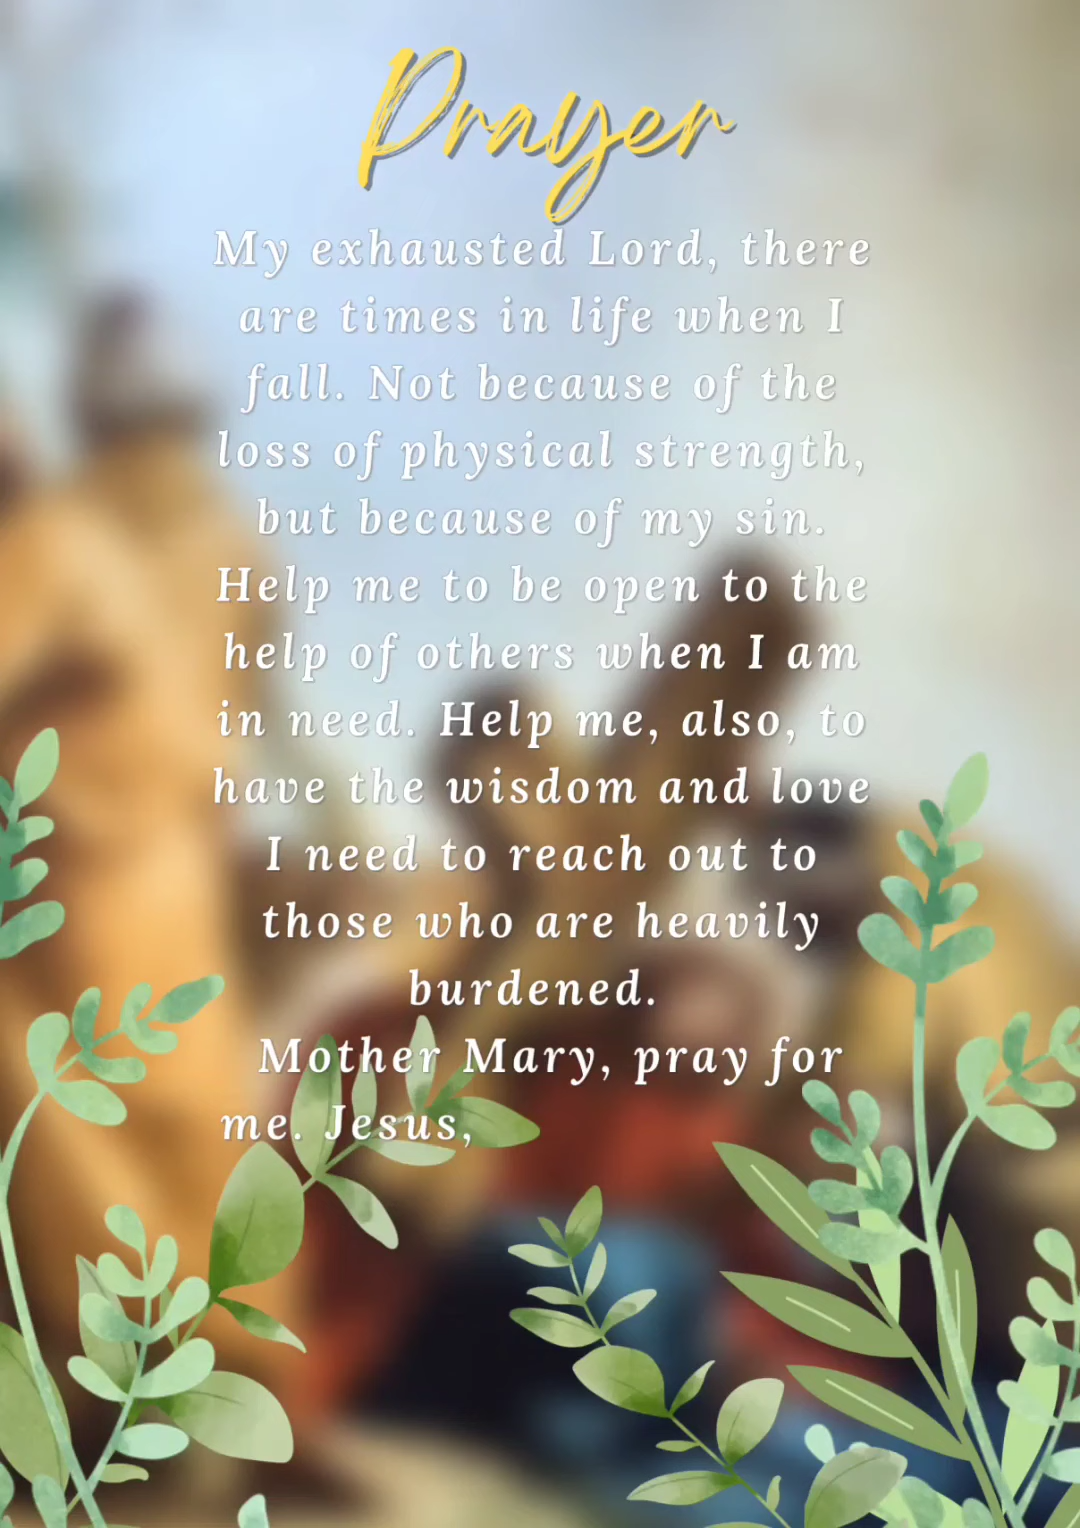 Prayer
My exhausted Lord, there
are times in life when I
fall. Not because of the
loss of physical strength,
but because of my sin.
Help me to be open to the
help of others when I am
in need. Help me, also, to
have the wisdom and love
I need to reach out to
those who are heavily
burdened.
Mother Mary, pray for
me. Jesus,